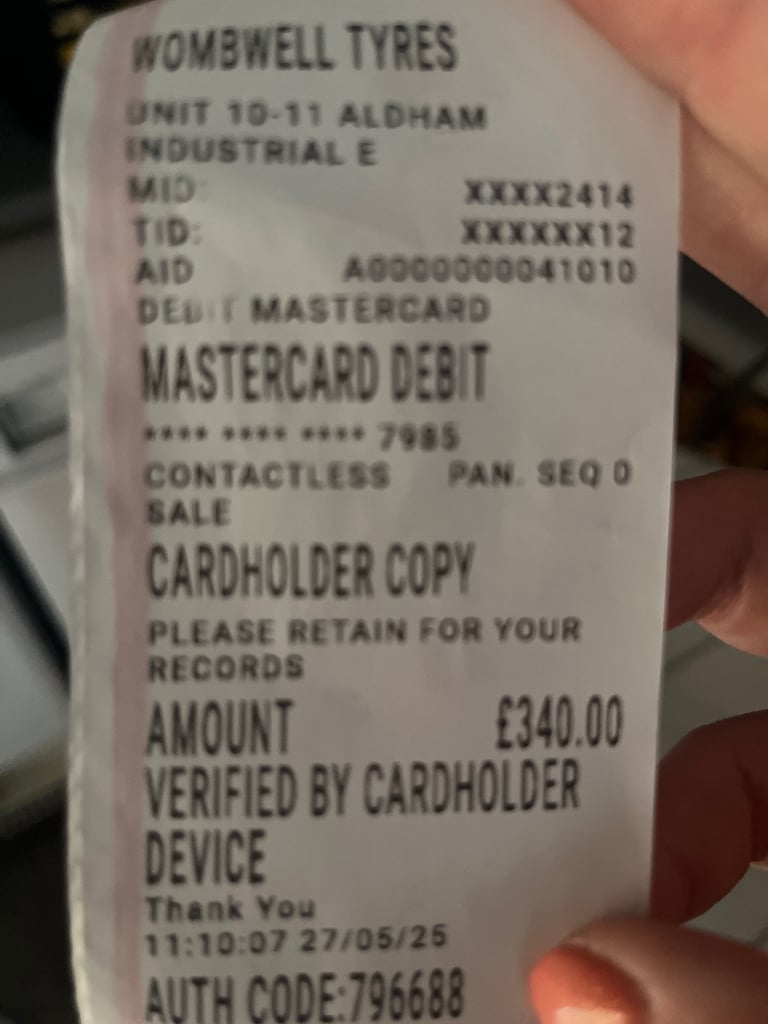 WOMBWELL TYRES
UNIT 10-11 ALDHAM
INDUSTRIAL E
MID: XXXX2414
TID: XXXXXX12
AID A0000000041010
DEBIT MASTERCARD
MASTERCARD DEBIT
**** **** **** 7985
CONTACTLESS PAN. SEQ 0
SALE
CARDHOLDER COPY
PLEASE RETAIN FOR YOUR
RECORDS
AMOUNT £340.00
VERIFIED BY CARDHOLDER
DEVICE
Thank You
11:10:07 27/05/25
AUTH CODE:796688